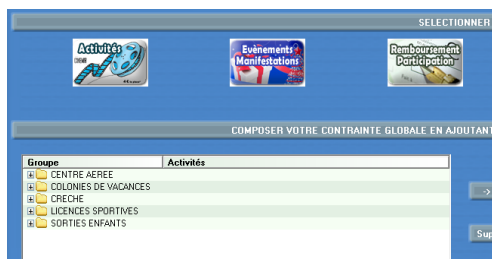 SELECTIONNER
Activités
Evènements
Manifestations
Remboursement
Participation
COMPOSER VOTRE CONTRAINTE GLOBALE EN AJOUTANT
Groupe Activités
CENTRE AEREE
COLONIES DE VACANCES
CRECHE
->
LICENCES SPORTIVES
SORTIES ENFANTS
Sup